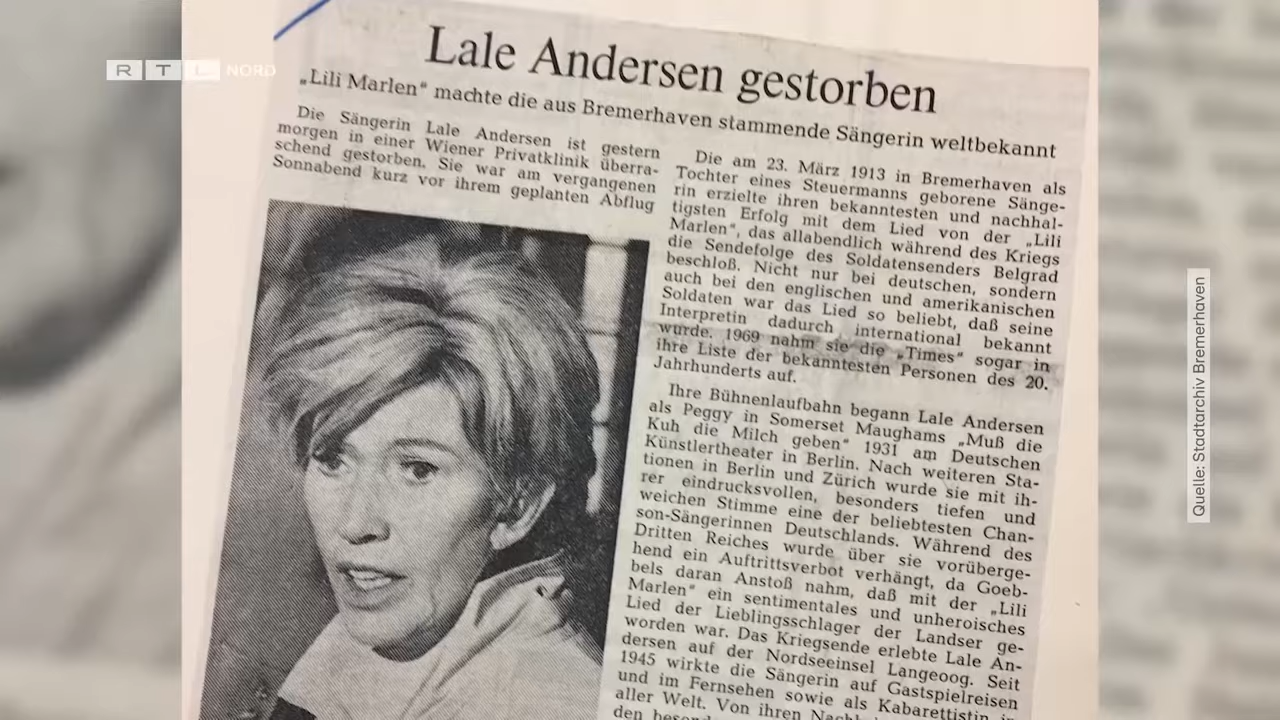 RTL NORD
Lale Andersen gestorben
„Lili Marlen“ machte die aus Bremerhaven stammende Sängerin weltbekannt
Die Sängerin Lale Andersen ist gestern
morgen in einer Wiener Privatklinik überra-
schend gestorben. Sie war am vergangenen
Sonnabend kurz vor ihrem geplanten Abflug
Die am 23. März 1913 in Bremerhaven als
Tochter eines Steuermanns geborene Sänge-
rin erzielte ihren bekanntesten und nachhal-
tigsten Erfolg mit dem Lied von der „Lili
Marlen“, das allabendlich während des Kriegs
die Sendefolge des Soldatensenders Belgrad
beschloß. Nicht nur bei deutschen, sondern
auch bei den englischen und amerikanischen
Soldaten war das Lied so beliebt, daß seine
Interpretin dadurch international bekannt
wurde. 1969 nahm sie die „Times“ sogar in
ihre Liste der bekanntesten Personen des 20.
Jahrhunderts auf.
Ihre Bühnenlaufbahn begann Lale Andersen
als Peggy in Somerset Maughams „Muß die
Kuh die Milch geben“ 1931 am Deutschen
Künstlertheater in Berlin. Nach weiteren Sta-
tionen in Berlin und Zürich wurde sie mit ih-
rer eindrucksvollen, besonders tiefen und
weichen Stimme eine der beliebtesten Chan-
son-Sängerinnen Deutschlands. Während des
Dritten Reiches wurde über sie vorüberge-
hend ein Auftrittsverbot verhängt, da Goeb-
bels daran Anstoß nahm, daß mit der „Lili
Marlen“ ein sentimentales und unheroisches
Lied der Lieblingsschlager der Landser ge-
worden war. Das Kriegsende erlebte Lale An-
dersen auf der Nordseeinsel Langeoog. Seit
1945 wirkte die Sängerin auf Gastspielreisen
und im Fernsehen sowie als Kabarettistin in
aller Welt. Von ihren
Quelle: Stadtarchiv Bremerhaven